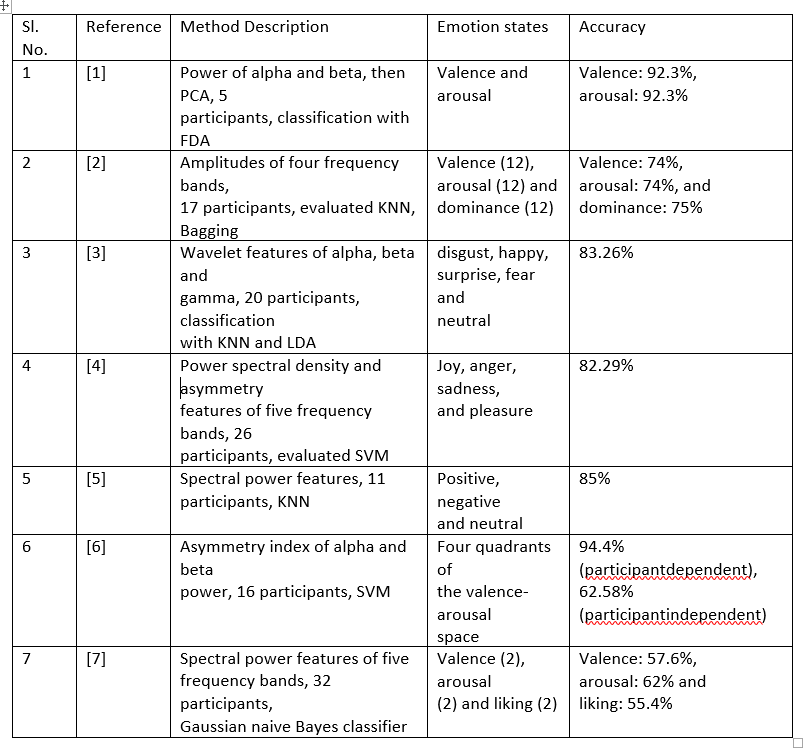 Sl. No. Reference Method Description Emotion states Accuracy
1 [1] Power of alpha and beta, then PCA, 5 participants, classification with FDA Valence and arousal Valence: 92.3%, arousal: 92.3%
2 [2] Amplitudes of four frequency bands, 17 participants, evaluated KNN, Bagging Valence (12), arousal (12) and dominance (12) Valence: 74%, arousal: 74%, and dominance: 75%
3 [3] Wavelet features of alpha, beta and gamma, 20 participants, classification with KNN and LDA disgust, happy, surprise, fear and neutral 83.26%
4 [4] Power spectral density and asymmetry features of five frequency bands, 26 participants, evaluated SVM Joy, anger, sadness, and pleasure 82.29%
5 [5] Spectral power features, 11 participants, KNN Positive, negative and neutral 85%
6 [6] Asymmetry index of alpha and beta power, 16 participants, SVM Four quadrants of the valence-arousal space 94.4% (participantdependent), 62.58% (participantindependent)
7 [7] Spectral power features of five frequency bands, 32 participants, Gaussian naive Bayes classifier Valence (2), arousal (2) and liking (2) Valence: 57.6%, arousal: 62% and liking: 55.4%